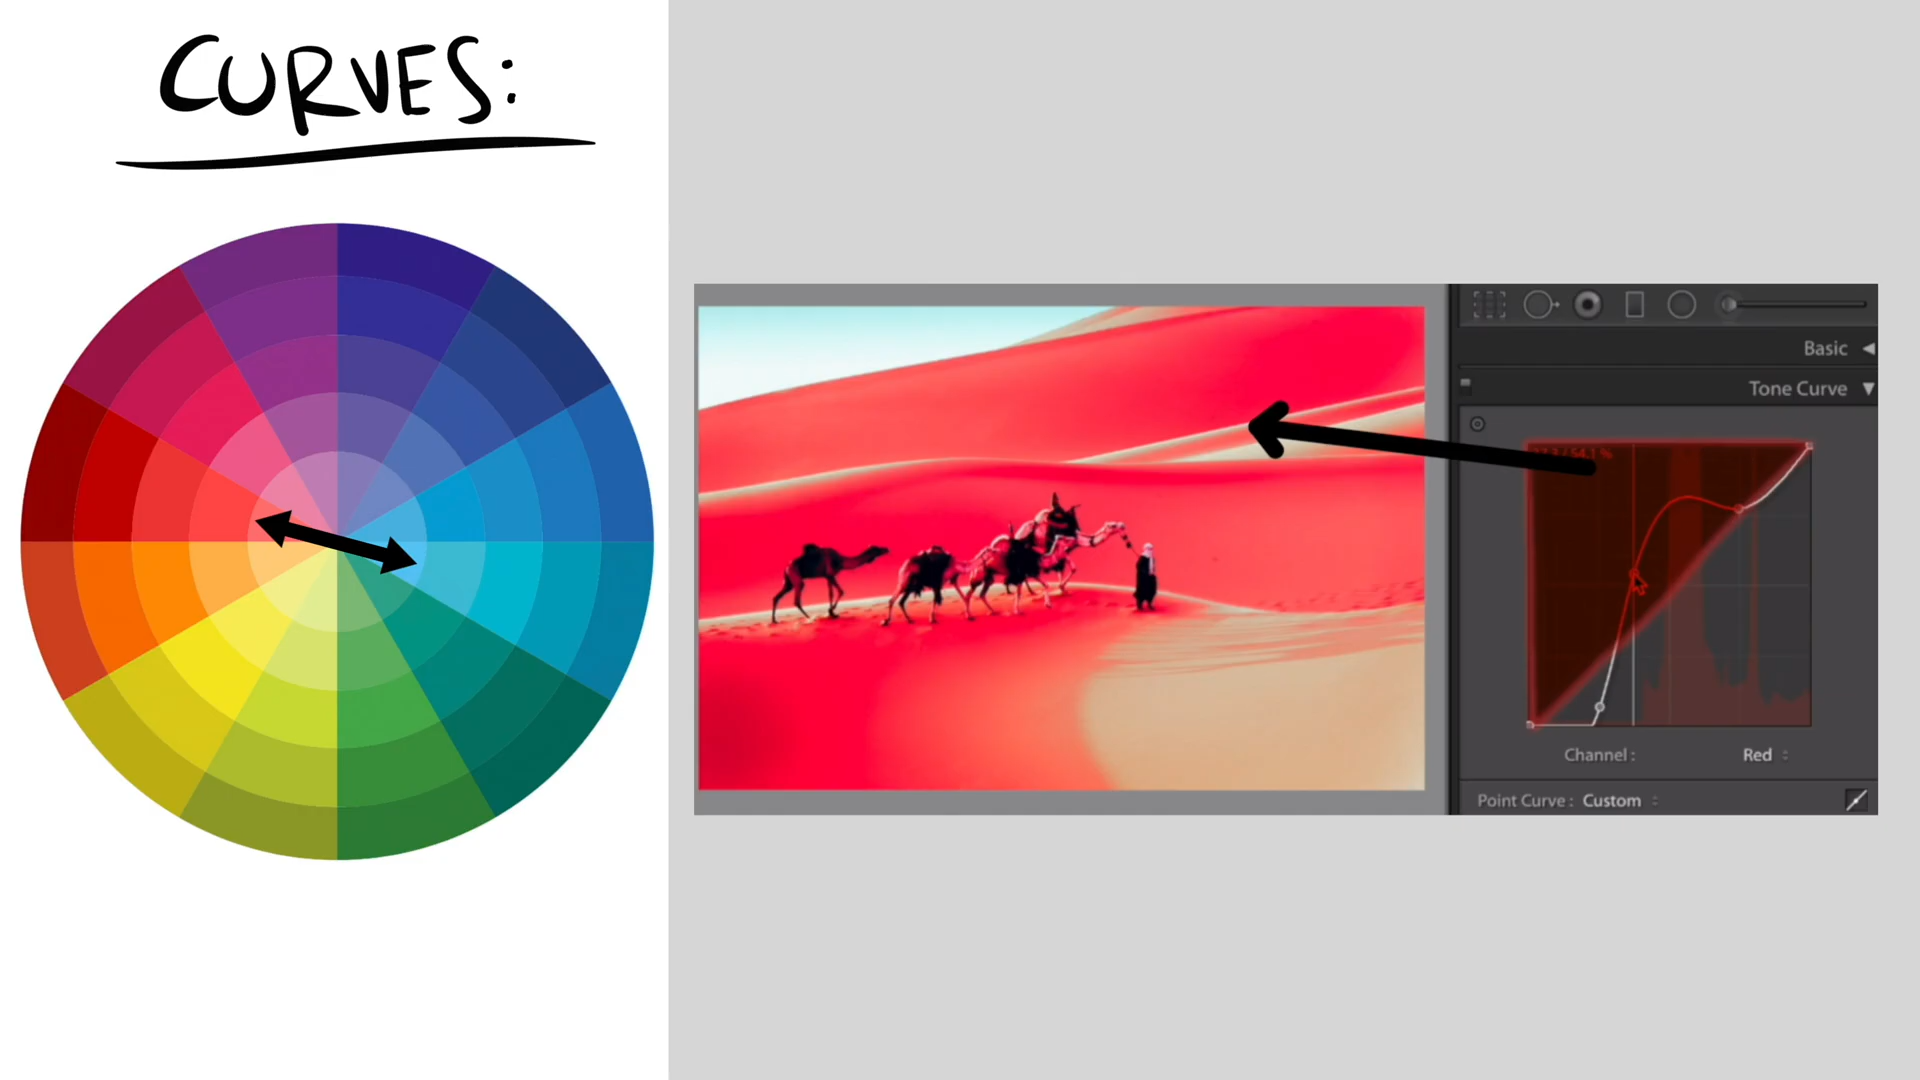 CURVES:
Basic
Tone Curve
Channel :
Red
Point Curve : Custom